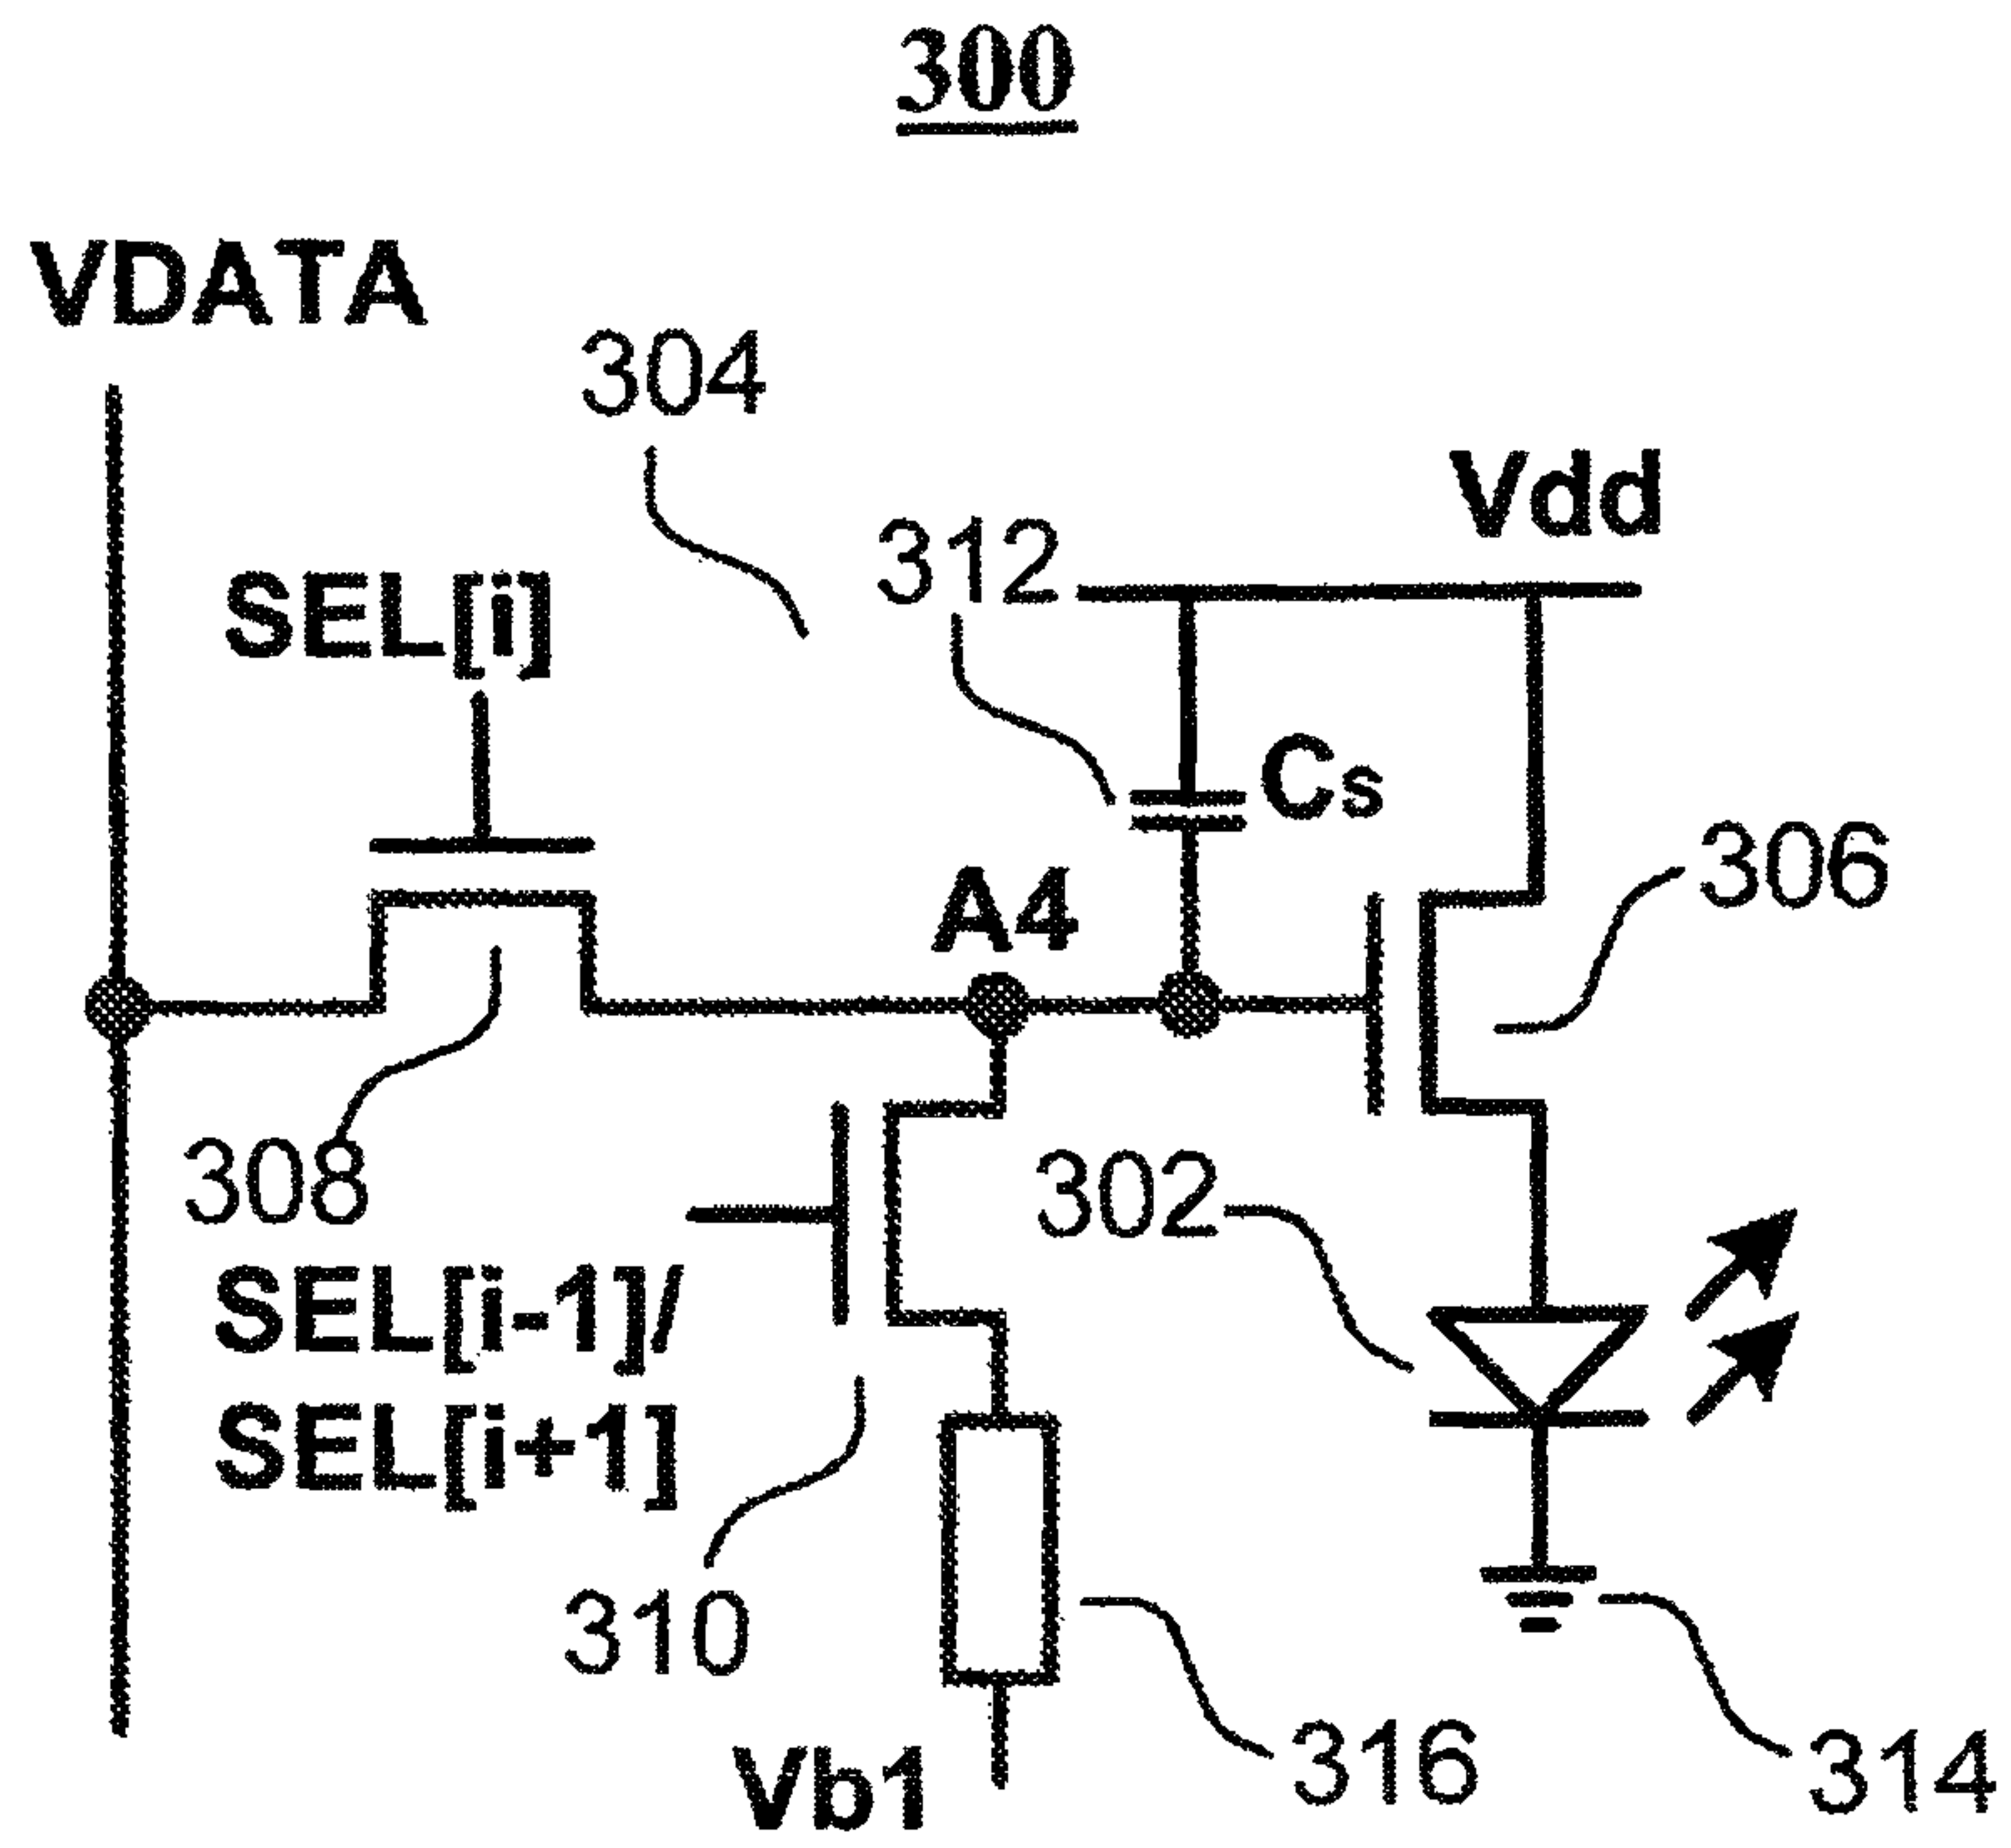 300
VDATA
304
Vdd
312
SEL[i]
Cs
306
A4
308
302
SEL[i-1]/
SEL[i+1]
310
316
314
Vb1